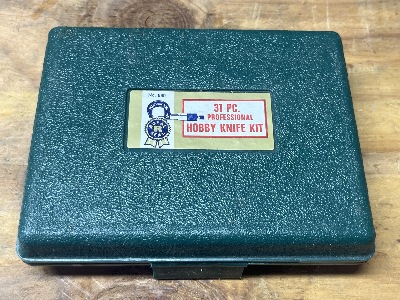 31 PC.
PROFESSIONAL
HOBBY KNIFE KIT